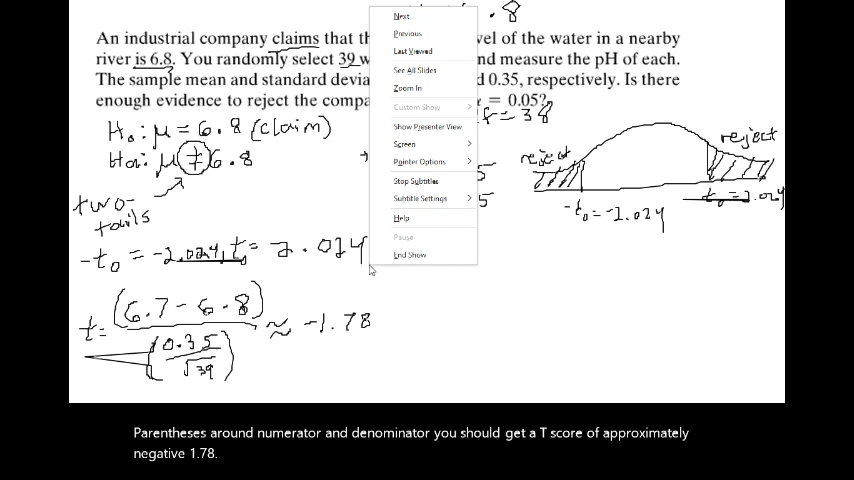 .8
An industrial company claims that th vel of the water in a nearby
river is 6.8. You randomly select 39 w nd measure the pH of each.
The sample mean and standard devia d 0.35, respectively. Is there
enough evidence to reject the compa = 0.05?
f=38
H₀: μ = 6.8 (claim)
Ha: μ ≠ 6.8
two-
tails
-t₀ = -2.024, t = 2.024
t = (6.7 - 6.8) / (0.35 / √39) ≈ -1.78
5
5
reject
reject
-t₀ = -2.024
t₀ = 2.024
Next
Previous
Last Viewed
See All Slides
Zoom In
Custom Show
Show Presenter View
Screen
Pointer Options
Stop Subtitles
Subtitle Settings
Help
Pause
End Show
Parentheses around numerator and denominator you should get a T score of approximately
negative 1.78.